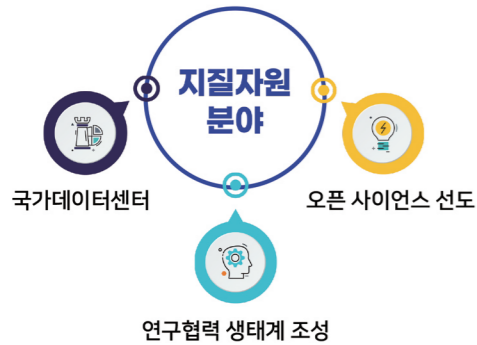 지질자원
분야
국가데이터센터
오픈 사이언스 선도
연구협력 생태계 조성